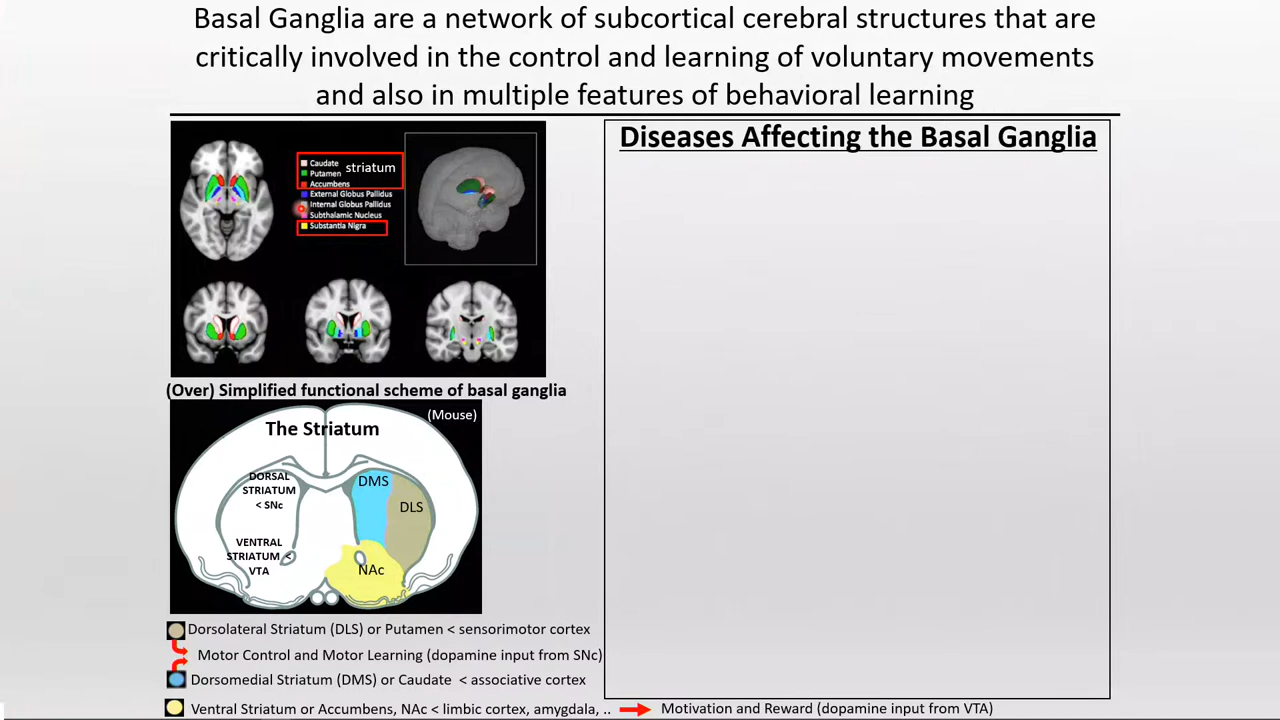 Basal Ganglia are a network of subcortical cerebral structures that are
critically involved in the control and learning of voluntary movements
and also in multiple features of behavioral learning
Caudate
Putamen
Accumbens
striatum
External Globus Pallidus
Internal Globus Pallidus
Subthalamic Nucleus
Substantia Nigra
(Over) Simplified functional scheme of basal ganglia
(Mouse)
The Striatum
DORSAL
STRIATUM
< SNc
VENTRAL
STRIATUM <
VTA
DMS
DLS
NAc
Dorsolateral Striatum (DLS) or Putamen < sensorimotor cortex
Motor Control and Motor Learning (dopamine input from SNc)
Dorsomedial Striatum (DMS) or Caudate < associative cortex
Ventral Striatum or Accumbens, NAc < limbic cortex, amygdala, ..
Motivation and Reward (dopamine input from VTA)
Diseases Affecting the Basal Ganglia